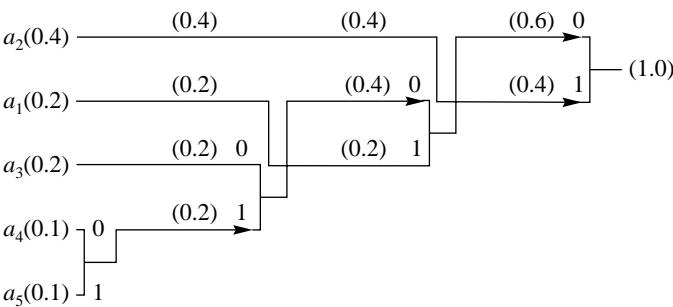 (0.4) (0.4) (0.6) 0
a₂(0.4)
(1.0)
(0.2) (0.4) 0 (0.4) 1
a₁(0.2)
(0.2) 0 (0.2) 1
a₃(0.2)
(0.2) 1
a₄(0.1) 0
a₅(0.1) 1